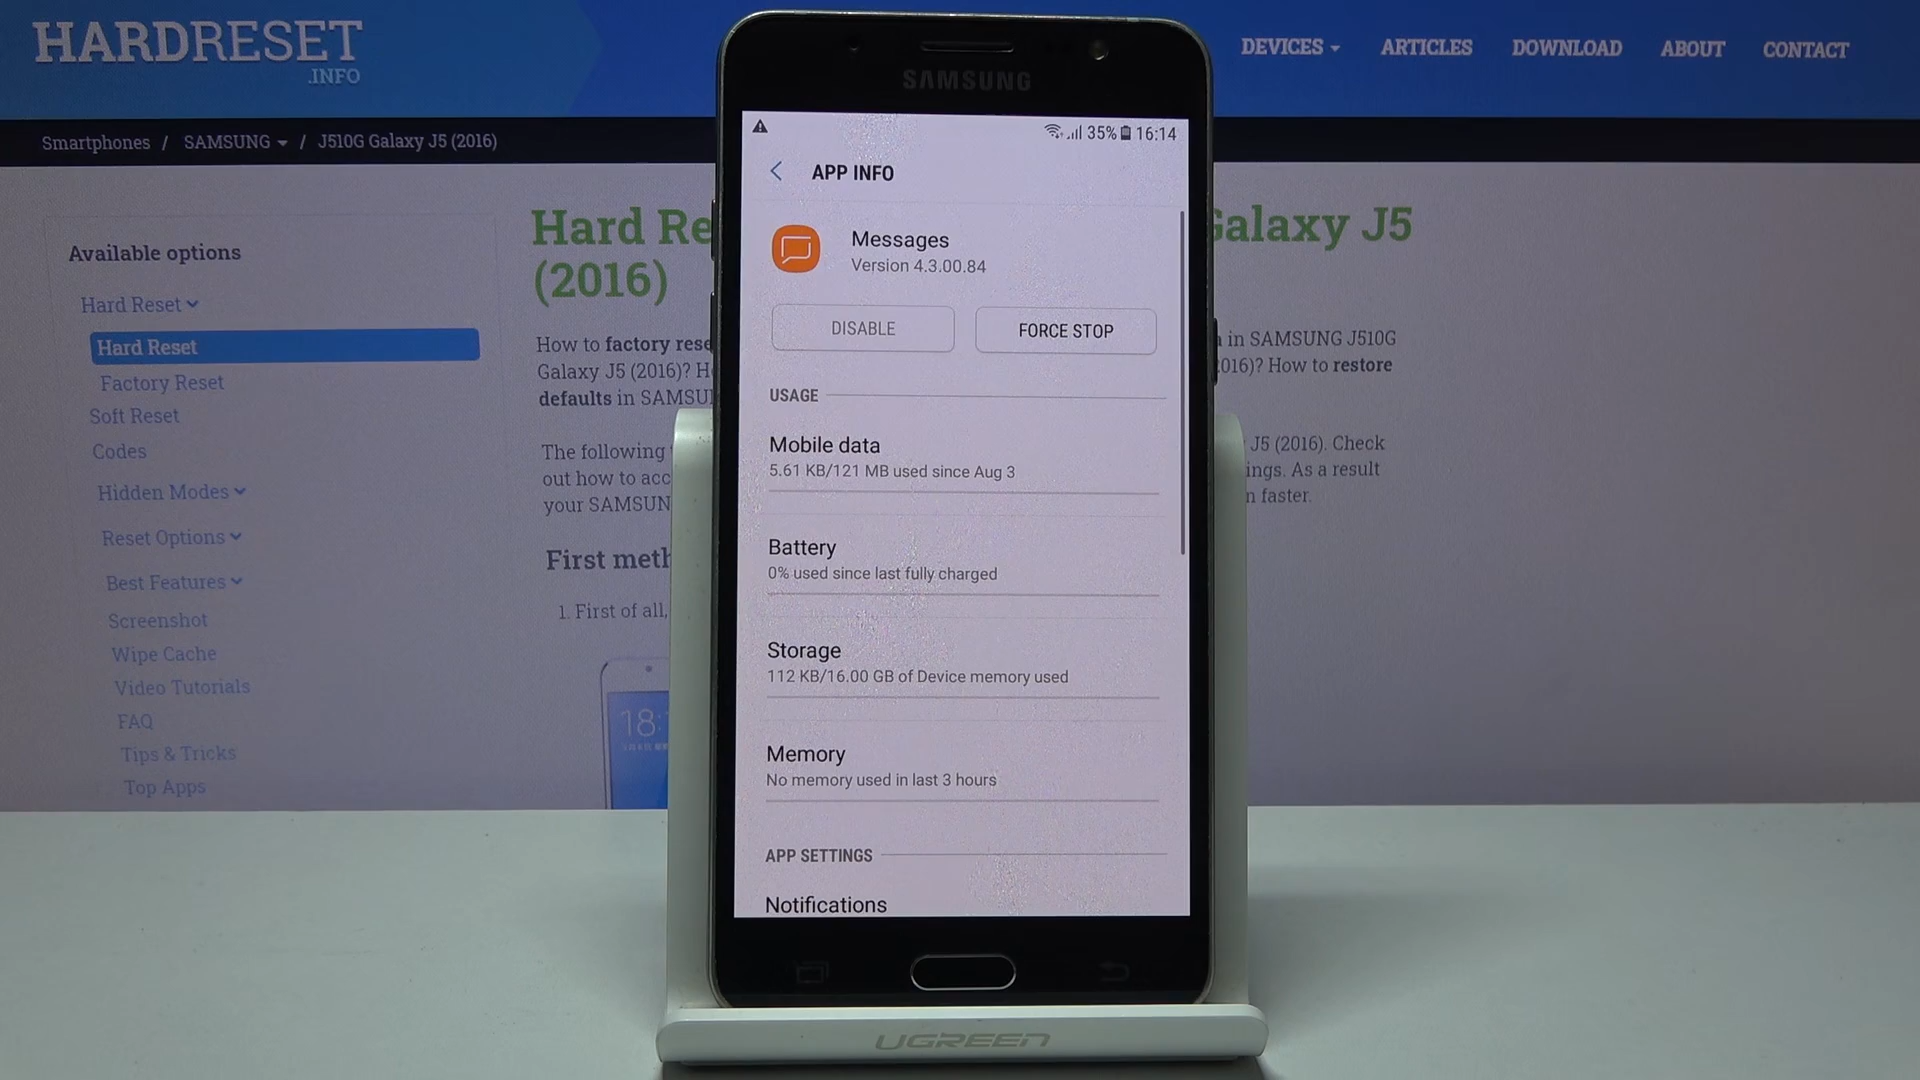 HARDRESET
.INFO
DEVICES
ARTICLES
DOWNLOAD
ABOUT
CONTACT
Smartphones / SAMSUNG / J510G Galaxy J5 (2016)
Available options
Hard Reset
Hard Reset
Factory Reset
Soft Reset
Codes
Hidden Modes
Reset Options
Best Features
Screenshot
Wipe Cache
Video Tutorials
FAQ
Tips & Tricks
Top Apps
Hard Re
Galaxy J5
(2016)
How to factory rese
in SAMSUNG J510G
Galaxy J5 (2016)?
2016)? How to restore
defaults in SAMSU
The following
J5 (2016). Check
out how to acc
ings. As a result
your SAMSUN
n faster.
First meth
1. First of all,
18:
SAMSUNG
35% 16:14
APP INFO
Messages
Version 4.3.00.84
DISABLE
FORCE STOP
USAGE
Mobile data
5.61 KB/121 MB used since Aug 3
Battery
0% used since last fully charged
Storage
112 KB/16.00 GB of Device memory used
Memory
No memory used in last 3 hours
APP SETTINGS
Notifications
UGREEN